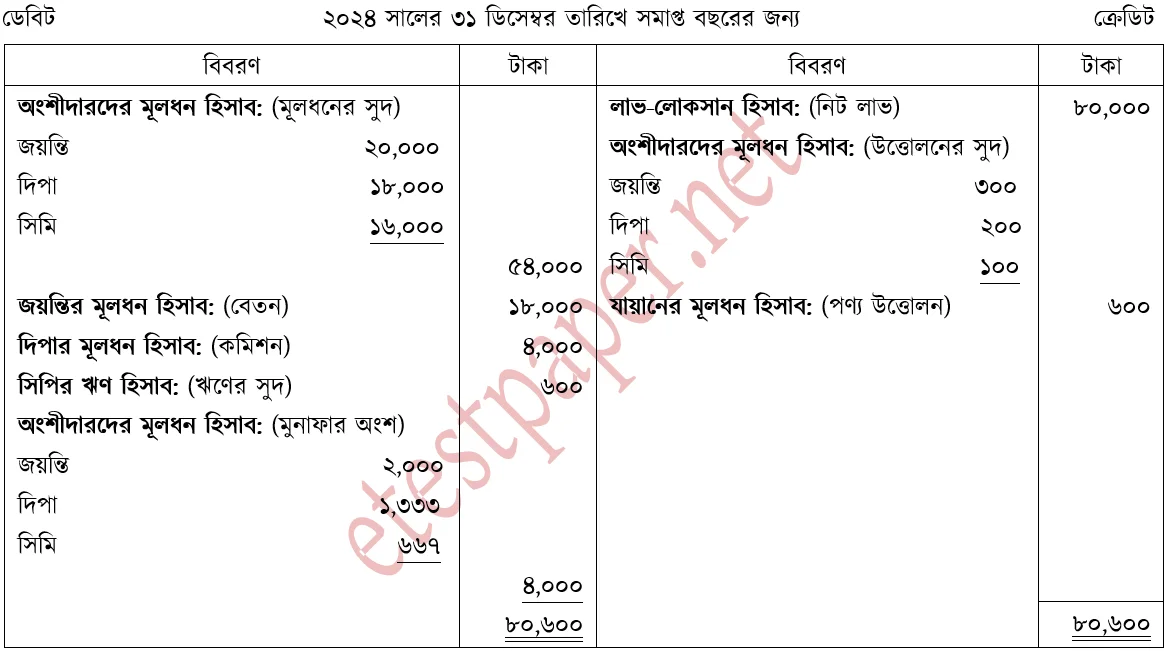 ডেবিট ২০২৪ সালের ৩১ ডিসেম্বর তারিখে সমাপ্ত বছরের জন্য ক্রেডিট
বিবরণ টাকা বিবরণ টাকা
অংশীদারদের মূলধন হিসাব: (মূলধনের সুদ) লাভ-লোকসান হিসাব: (নিট লাভ) ৮০,০০০
জয়ন্তি ২০,০০০ অংশীদারদের মূলধন হিসাব: (উত্তোলনের সুদ)
দিপা ১৮,০০০ জয়ন্তি ৩০০
সিমি ১৬,০০০ দিপা ২০০
৫৪,০০০ সিমি ১০০
জয়ন্তির মূলধন হিসাব: (বেতন) ১৮,০০০ যায়ানের মূলধন হিসাব: (পণ্য উত্তোলন) ৬০০
দিপার মূলধন হিসাব: (কমিশন) ৪,০০০
সিপির ঋণ হিসাব: (ঋণের সুদ) ৬০০
অংশীদারদের মূলধন হিসাব: (মুনাফার অংশ)
জয়ন্তি ২,০০০
দিপা ১,৩৩৩
সিমি ৬৬৭
৪,০০০
৮০,৬০০ ৮০,৬০০
etestpaper.net